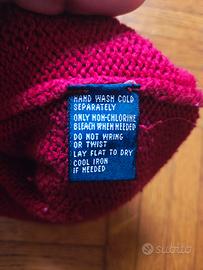 HAND WASH COLD
SEPARATELY
ONLY NON-CHLORINE
BLEACH WHEN NEEDED
DO NOT WRING
OR TWIST
LAY FLAT TO DRY
COOL IRON
IF NEEDED
subito